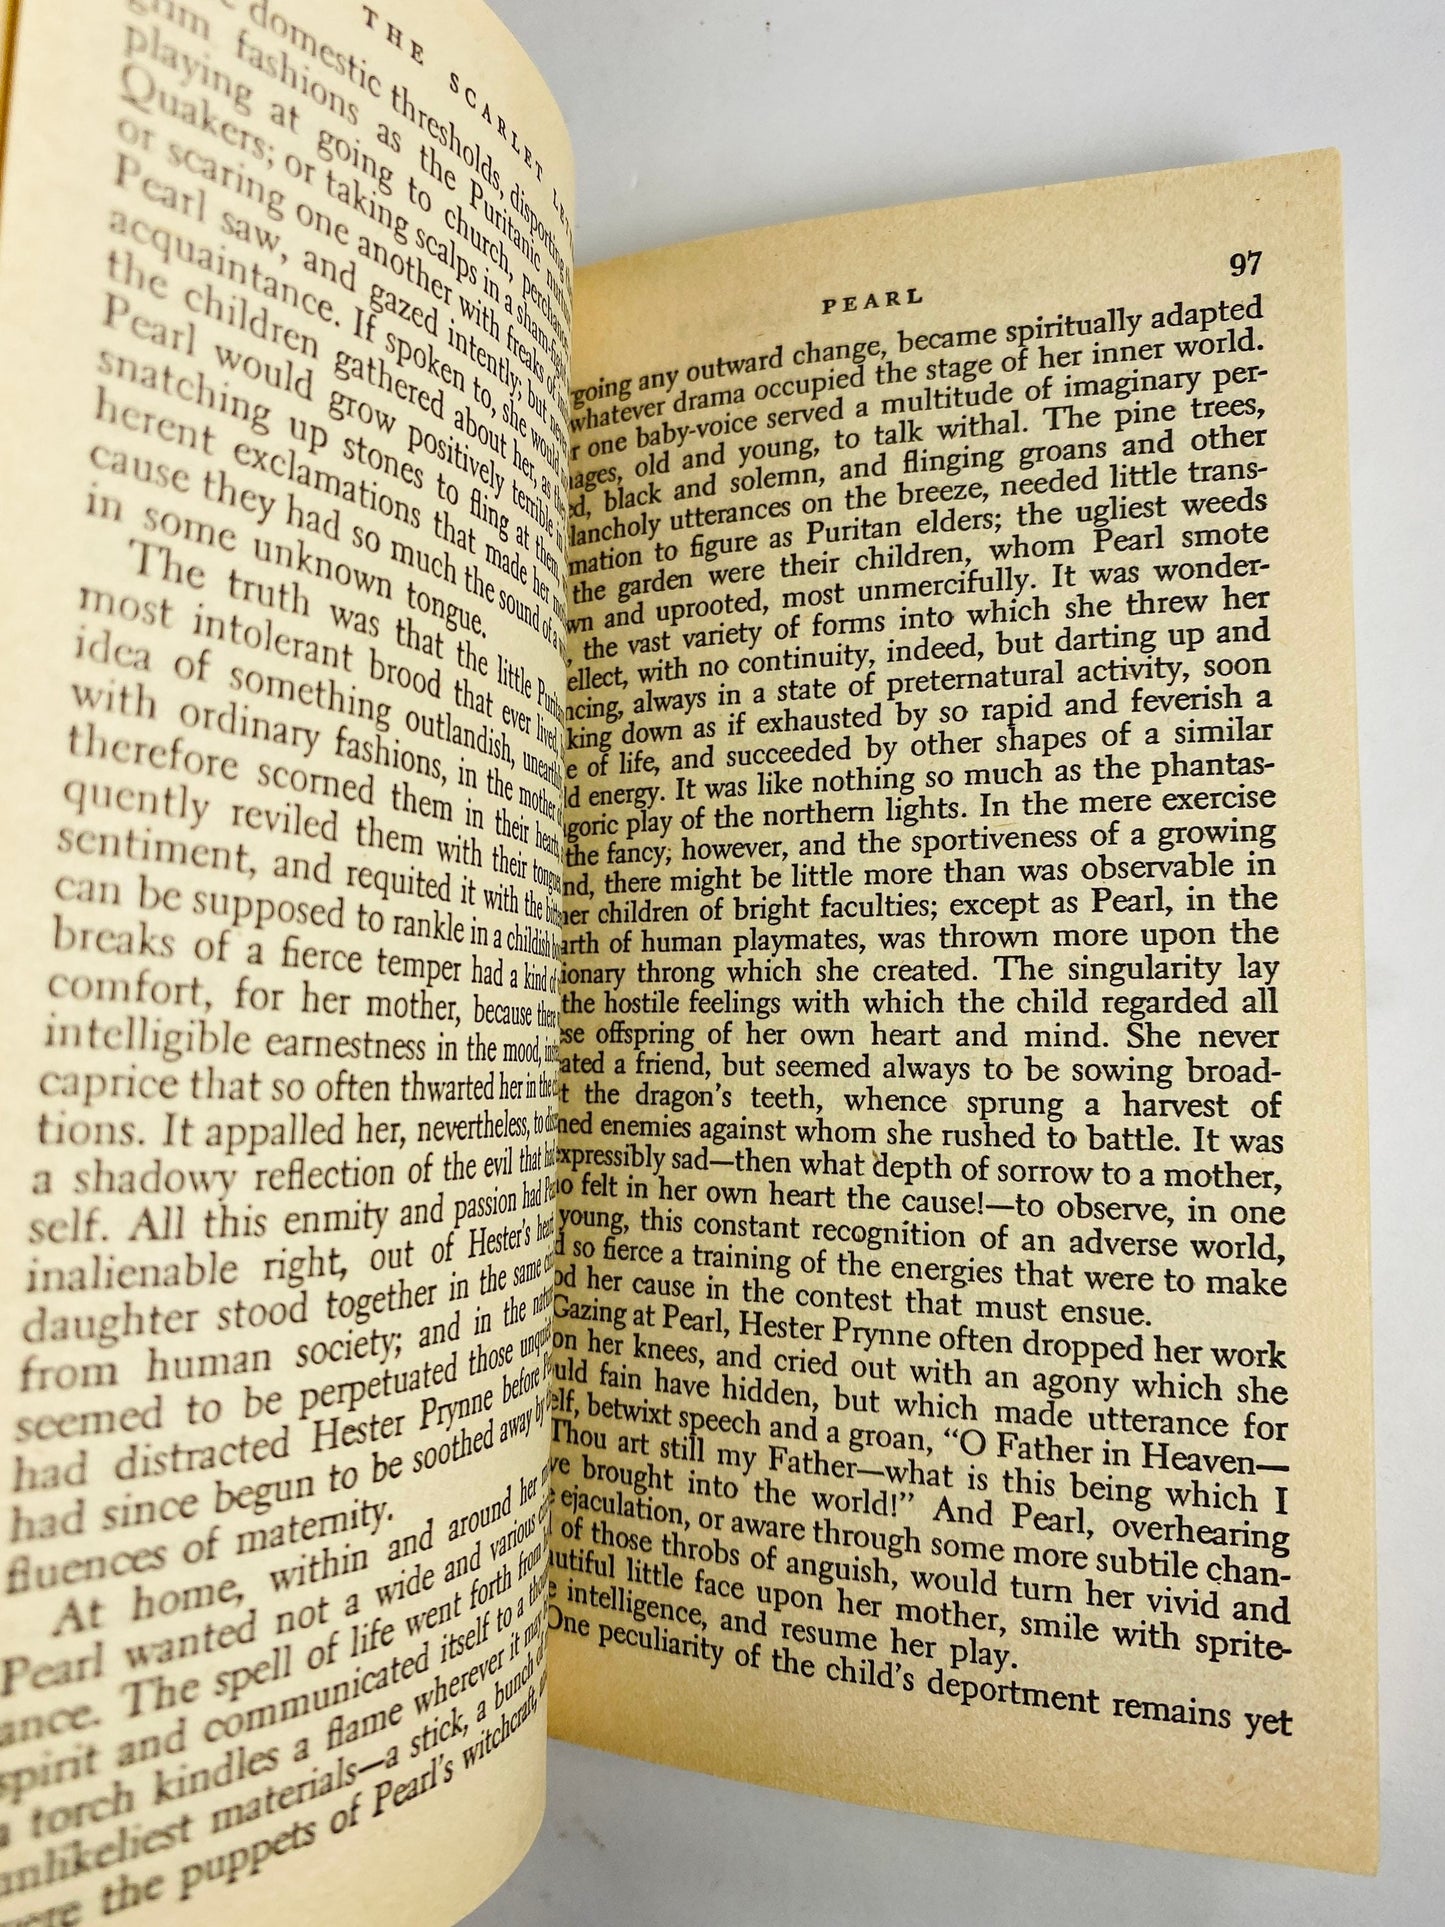 THE SCARLET
domestic thresholds, disporting
grim fashions as the Puritanic
playing at going to church,
Quakers; or taking scalps in a sham-fight
or scaring one another with freaks of
Pearl saw, and gazed intently, but never
acquaintance. If spoken to, she would
the children gathered about her, as they
Pearl would grow positively terrible in
snatching up stones to fling at them,
herent exclamations that made her
cause they had so much the sound of a
in some unknown tongue.
The truth was that the little
most intolerant brood that ever lived,
idea of something outlandish,
with ordinary fashions, in the mother
therefore scorned them in their hearts,
quently reviled them with their
sentiment, and requited it with the
can be supposed to rankle in a childish
breaks of a fierce temper had a kind of
comfort, for her mother, because there
intelligible earnestness in the mood,
caprice that so often thwarted her in the
tions. It appalled her, nevertheless, to
a shadowy reflection of the evil that
self. All this enmity and passion had
inalienable right, out of Hester's heart
daughter stood together in the same
from human society; and in the
seemed to be perpetuated those
had distracted Hester Prynne before
had since begun to be soothed away by
fluences of maternity.
At home, within and around her
Pearl wanted not a wide and various
ance. The spell of life went forth from
spirit and communicated itself to a
a torch kindles a flame wherever it may
unlikeliest materials—a stick, a bunch of
were the puppets of Pearl's witchcraft,
PEARL 97
going any outward change, became spiritually adapted
whatever drama occupied the stage of her inner world.
r one baby-voice served a multitude of imaginary per-
nages, old and young, to talk withal. The pine trees,
ed, black and solemn, and flinging groans and other
lancholy utterances on the breeze, needed little trans-
mation to figure as Puritan elders; the ugliest weeds
the garden were their children, whom Pearl smote
wn and uprooted, most unmercifully. It was wonder-
, the vast variety of forms into which she threw her
ellect, with no continuity, indeed, but darting up and
ncing, always in a state of preternatural activity, soon
king down as if exhausted by so rapid and feverish a
e of life, and succeeded by other shapes of a similar
ld energy. It was like nothing so much as the phantas-
goric play of the northern lights. In the mere exercise
the fancy, however, and the sportiveness of a growing
nd, there might be little more than was observable in
her children of bright faculties; except as Pearl, in the
arth of human playmates, was thrown more upon the
ionary throng which she created. The singularity lay
the hostile feelings with which the child regarded all
ese offspring of her own heart and mind. She never
ated a friend, but seemed always to be sowing broad-
t the dragon's teeth, whence sprung a harvest of
ned enemies against whom she rushed to battle. It was
expressibly sad—then what depth of sorrow to a mother,
o felt in her own heart the cause!—to observe, in one
young, this constant recognition of an adverse world,
d so fierce a training of the energies that were to make
od her cause in the contest that must ensue.
Gazing at Pearl, Hester Prynne often dropped her work
on her knees, and cried out with an agony which she
uld fain have hidden, but which made utterance for
elf, betwixt speech and a groan, "O Father in Heaven—
Thou art still my Father—what is this being which I
ve brought into the world!" And Pearl, overhearing
e ejaculation, or aware through some more subtile chan-
l of those throbs of anguish, would turn her vivid and
autiful little face upon her mother, smile with sprite-
e intelligence, and resume her play.
One peculiarity of the child's deportment remains yet